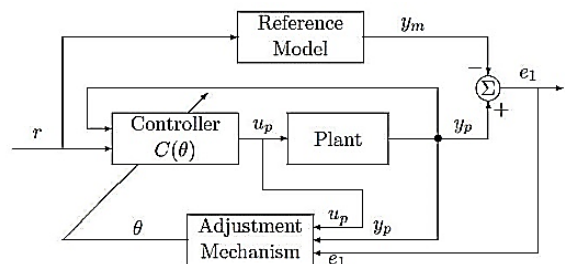 Reference
Model
y_m
−
Σ
e_1
+
r
Controller
C(θ)
u_p
Plant
y_p
θ
Adjustment
Mechanism
u_p
y_p
e_1